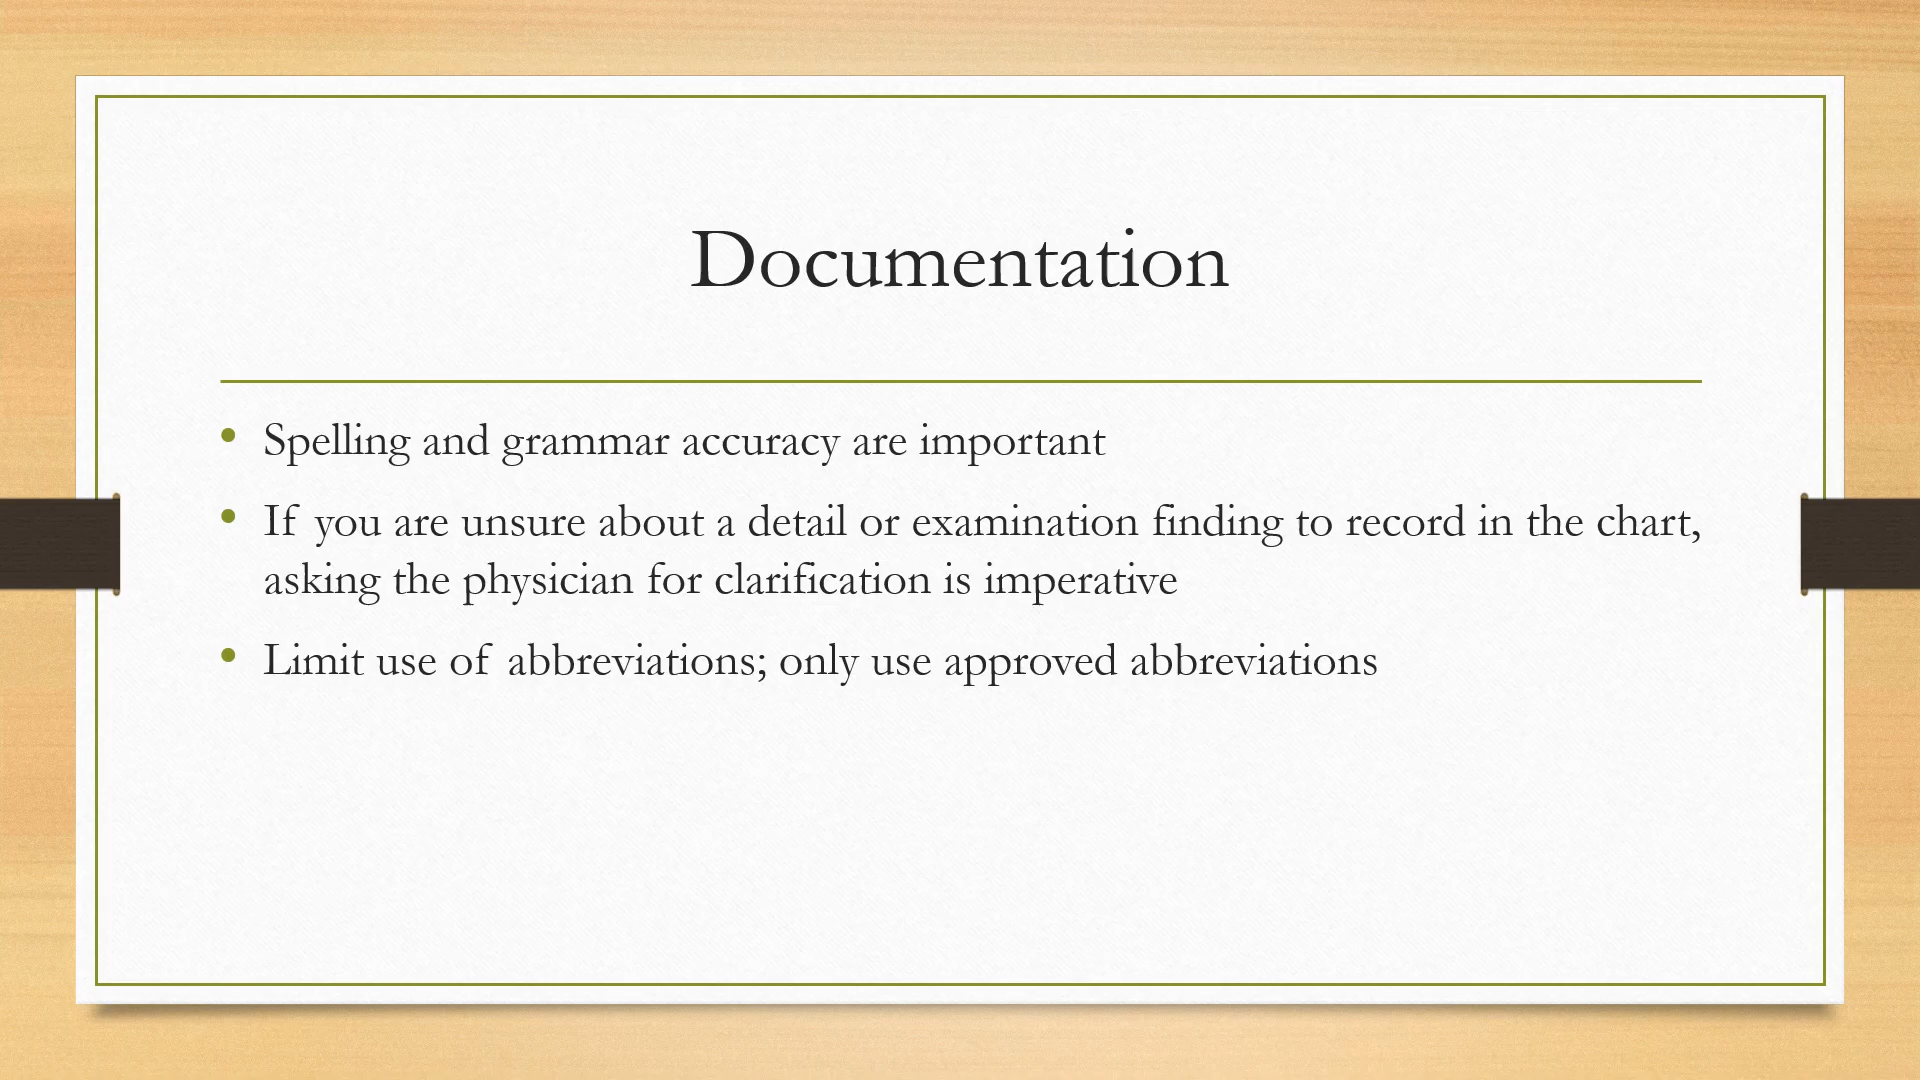 Documentation
• Spelling and grammar accuracy are important
• If you are unsure about a detail or examination finding to record in the chart,
asking the physician for clarification is imperative
• Limit use of abbreviations; only use approved abbreviations